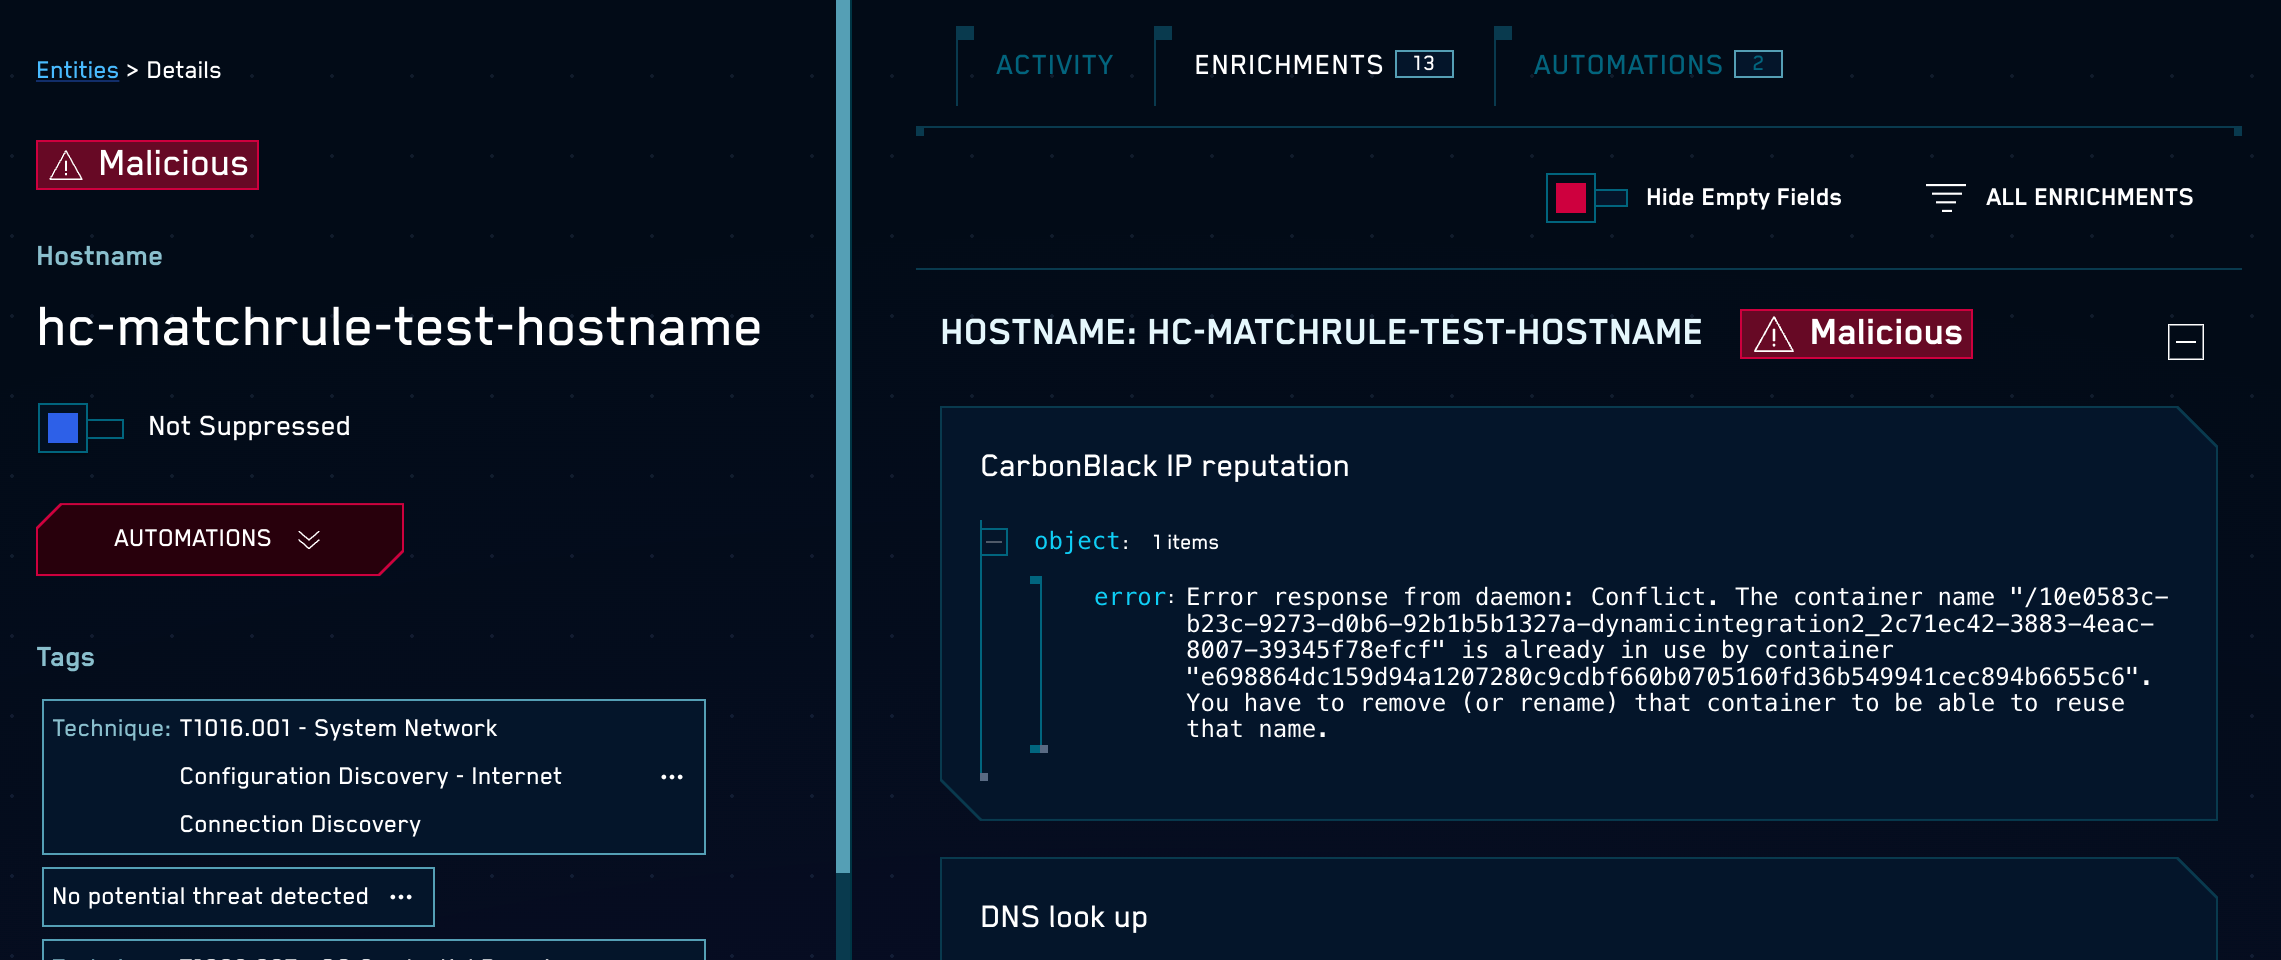 Entities > Details
Malicious
Hostname
hc-matchrule-test-hostname
Not Suppressed
AUTOMATIONS
Tags
Technique: T1016.001 - System Network
Configuration Discovery - Internet
Connection Discovery
No potential threat detected
ACTIVITY
ENRICHMENTS 13
AUTOMATIONS 2
Hide Empty Fields
ALL ENRICHMENTS
HOSTNAME: HC-MATCHRULE-TEST-HOSTNAME
Malicious
CarbonBlack IP reputation
object: 1 items
error: Error response from daemon: Conflict. The container name "/10e0583c-
b23c-9273-d0b6-92b1b5b1327a-dynamicintegration2_2c71ec42-3883-4eac-
8007-39345f78efcf" is already in use by container
"e698864dc159d94a1207280c9cdbf660b0705160fd36b549941cec894b6655c6".
You have to remove (or rename) that container to be able to reuse
that name.
DNS look up